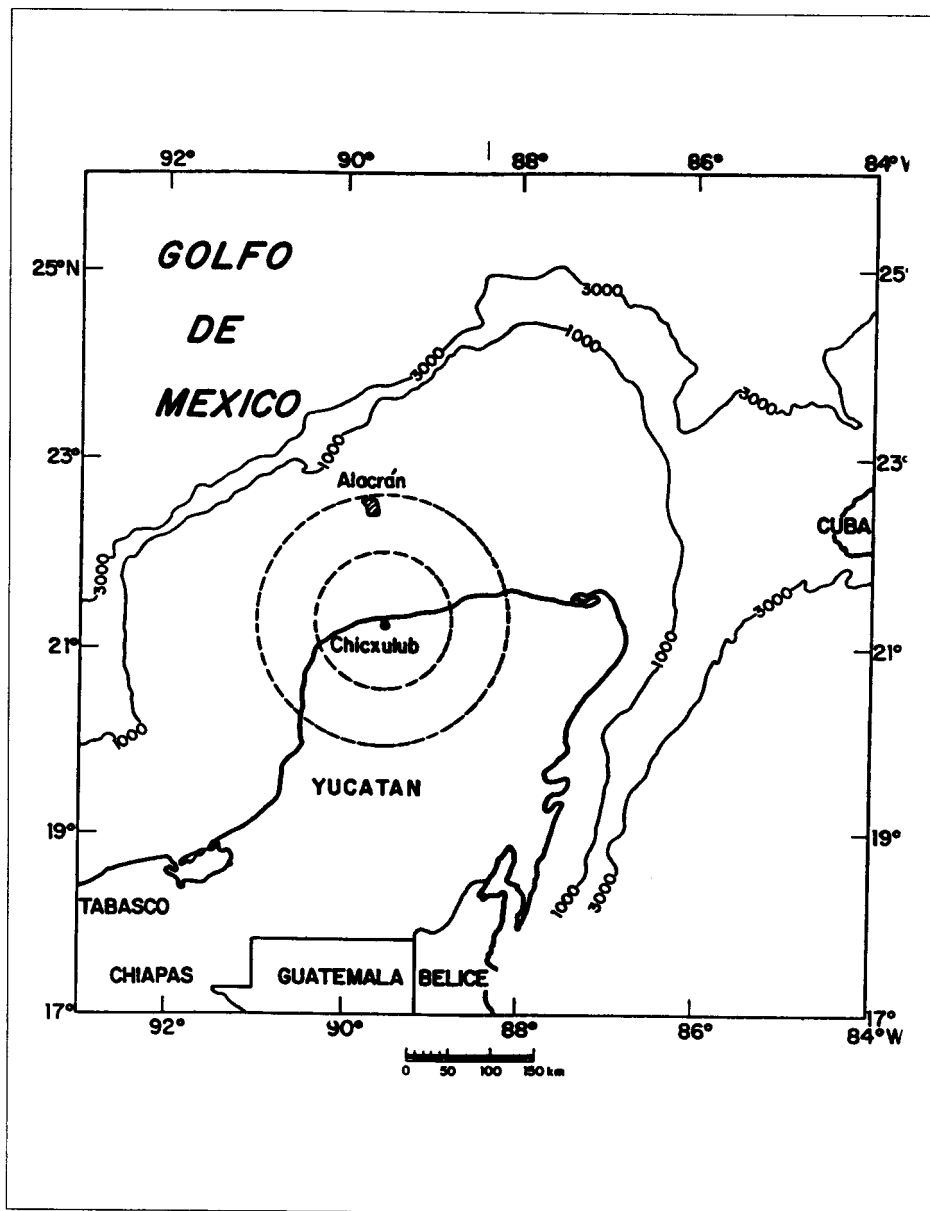 92° 90° 88° 86° 84° W
GOLFO
DE
MEXICO
25°N
25°
3000
1000
3000
1000
3000
23°
23°
Alacrán
CUBA
3000
3000
21°
21°
Chicxulub
1000
1000
YUCATAN
19°
19°
TABASCO
1000
3000
CHIAPAS
GUATEMALA
BELICE
17°
17°
92° 90° 88° 86° 84° W
0 50 100 150 km